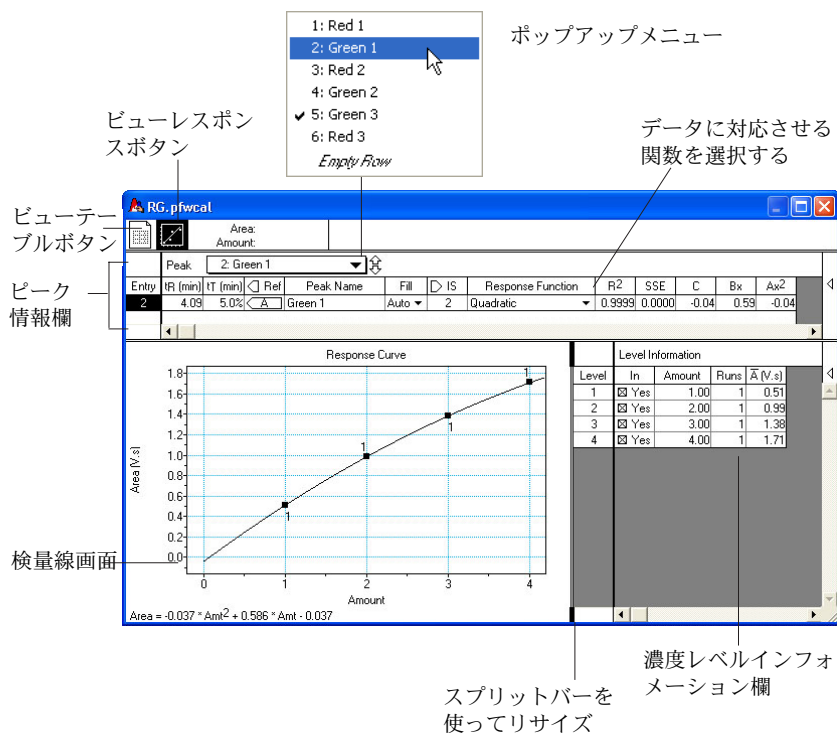 1: Red 1
2: Green 1
3: Red 2
4: Green 2
5: Green 3
6: Red 3
Empty Row
ポップアップメニュー
ビューレスポン
スボタン
データに対応させる
関数を選択する
ビューテー
ブルボタン
ピーク
情報欄
RG.pfwcal
Area:
Amount:
Peak 2: Green 1
Entry tR (min) tT (min) Ref Peak Name Fill IS Response Function R2 SSE C Bx Ax2
2 4.09 5.0% A Green 1 Auto 2 Quadratic 0.9999 0.0000 -0.04 0.59 -0.04
Response Curve
1.8
1.6
1.4
1.2
1.0
0.8
0.6
0.4
0.2
0.0
Area (V.s)
1
1
1
1
0 1 2 3 4
Amount
Area = -0.037 * Amt2 + 0.586 * Amt - 0.037
Level Information
Level In Amount Runs A (V.s)
1 Yes 1.00 1 0.51
2 Yes 2.00 1 0.99
3 Yes 3.00 1 1.38
4 Yes 4.00 1 1.71
検量線画面
スプリットバーを
使ってリサイズ
濃度レベルインフォ
メーション欄